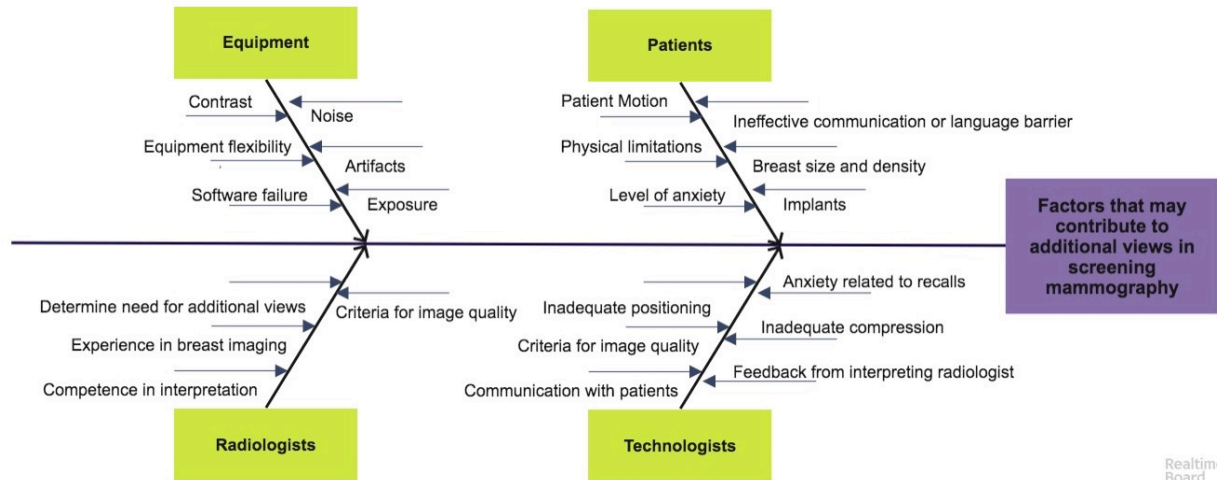 Equipment
Patients
Contrast
Noise
Equipment flexibility
Artifacts
Software failure
Exposure
Patient Motion
Ineffective communication or language barrier
Physical limitations
Breast size and density
Level of anxiety
Implants
Factors that may
contribute to
additional views in
screening
mammography
Determine need for additional views
Criteria for image quality
Experience in breast imaging
Competence in interpretation
Anxiety related to recalls
Inadequate positioning
Inadequate compression
Criteria for image quality
Feedback from interpreting radiologist
Communication with patients
Radiologists
Technologists
Realtime
Board